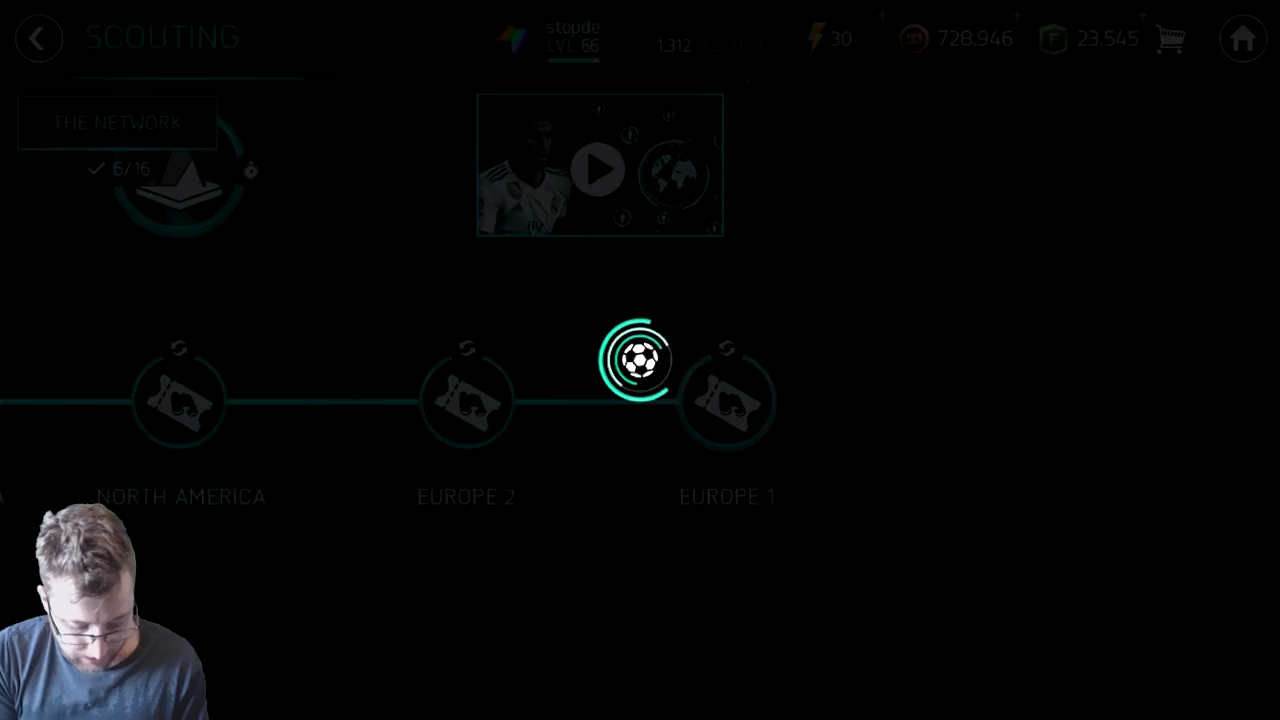 SCOUTING
stopde
LVL 66
1.312
30
728.946
23.545
THE NETWORK
6/16
NORTH AMERICA
EUROPE 2
EUROPE 1